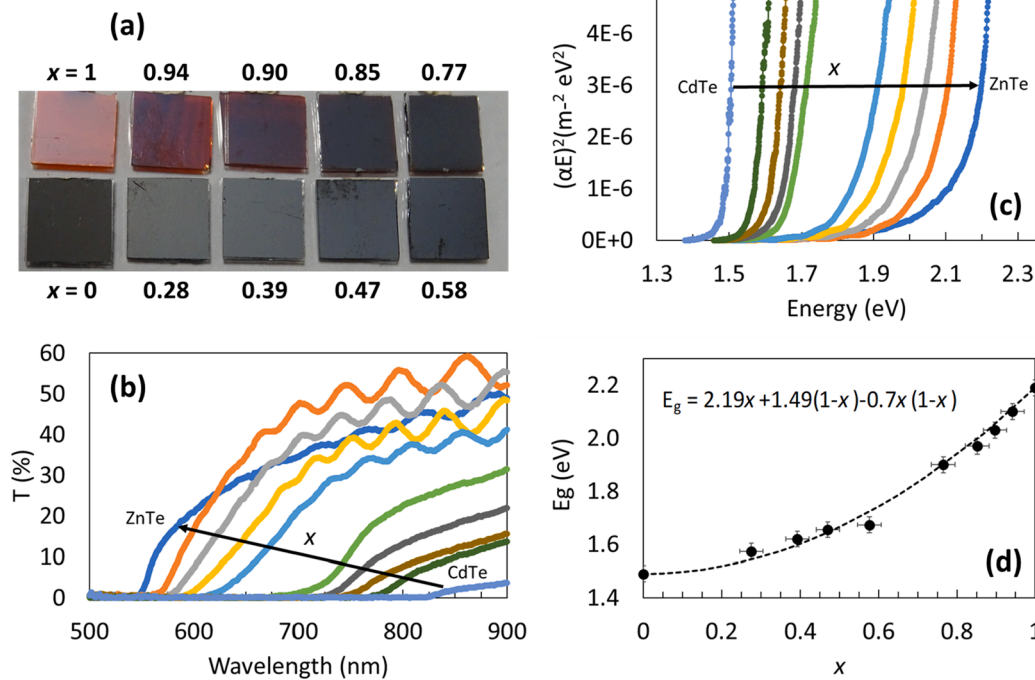 (a)
x = 1 0.94 0.90 0.85 0.77
x = 0 0.28 0.39 0.47 0.58
(b)
60
50
40
30
20
10
0
T (%)
ZnTe
x
CdTe
500 600 700 800 900
Wavelength (nm)
4E-6
3E-6
2E-6
1E-6
0E+0
(αE)²(m-² eV²)
CdTe
x
ZnTe
(c)
1.3 1.5 1.7 1.9 2.1 2.3
Energy (eV)
2.2
2.0
1.8
1.6
1.4
Eg (eV)
Eg = 2.19x +1.49(1-x)-0.7x (1-x)
(d)
0 0.2 0.4 0.6 0.8 1
x